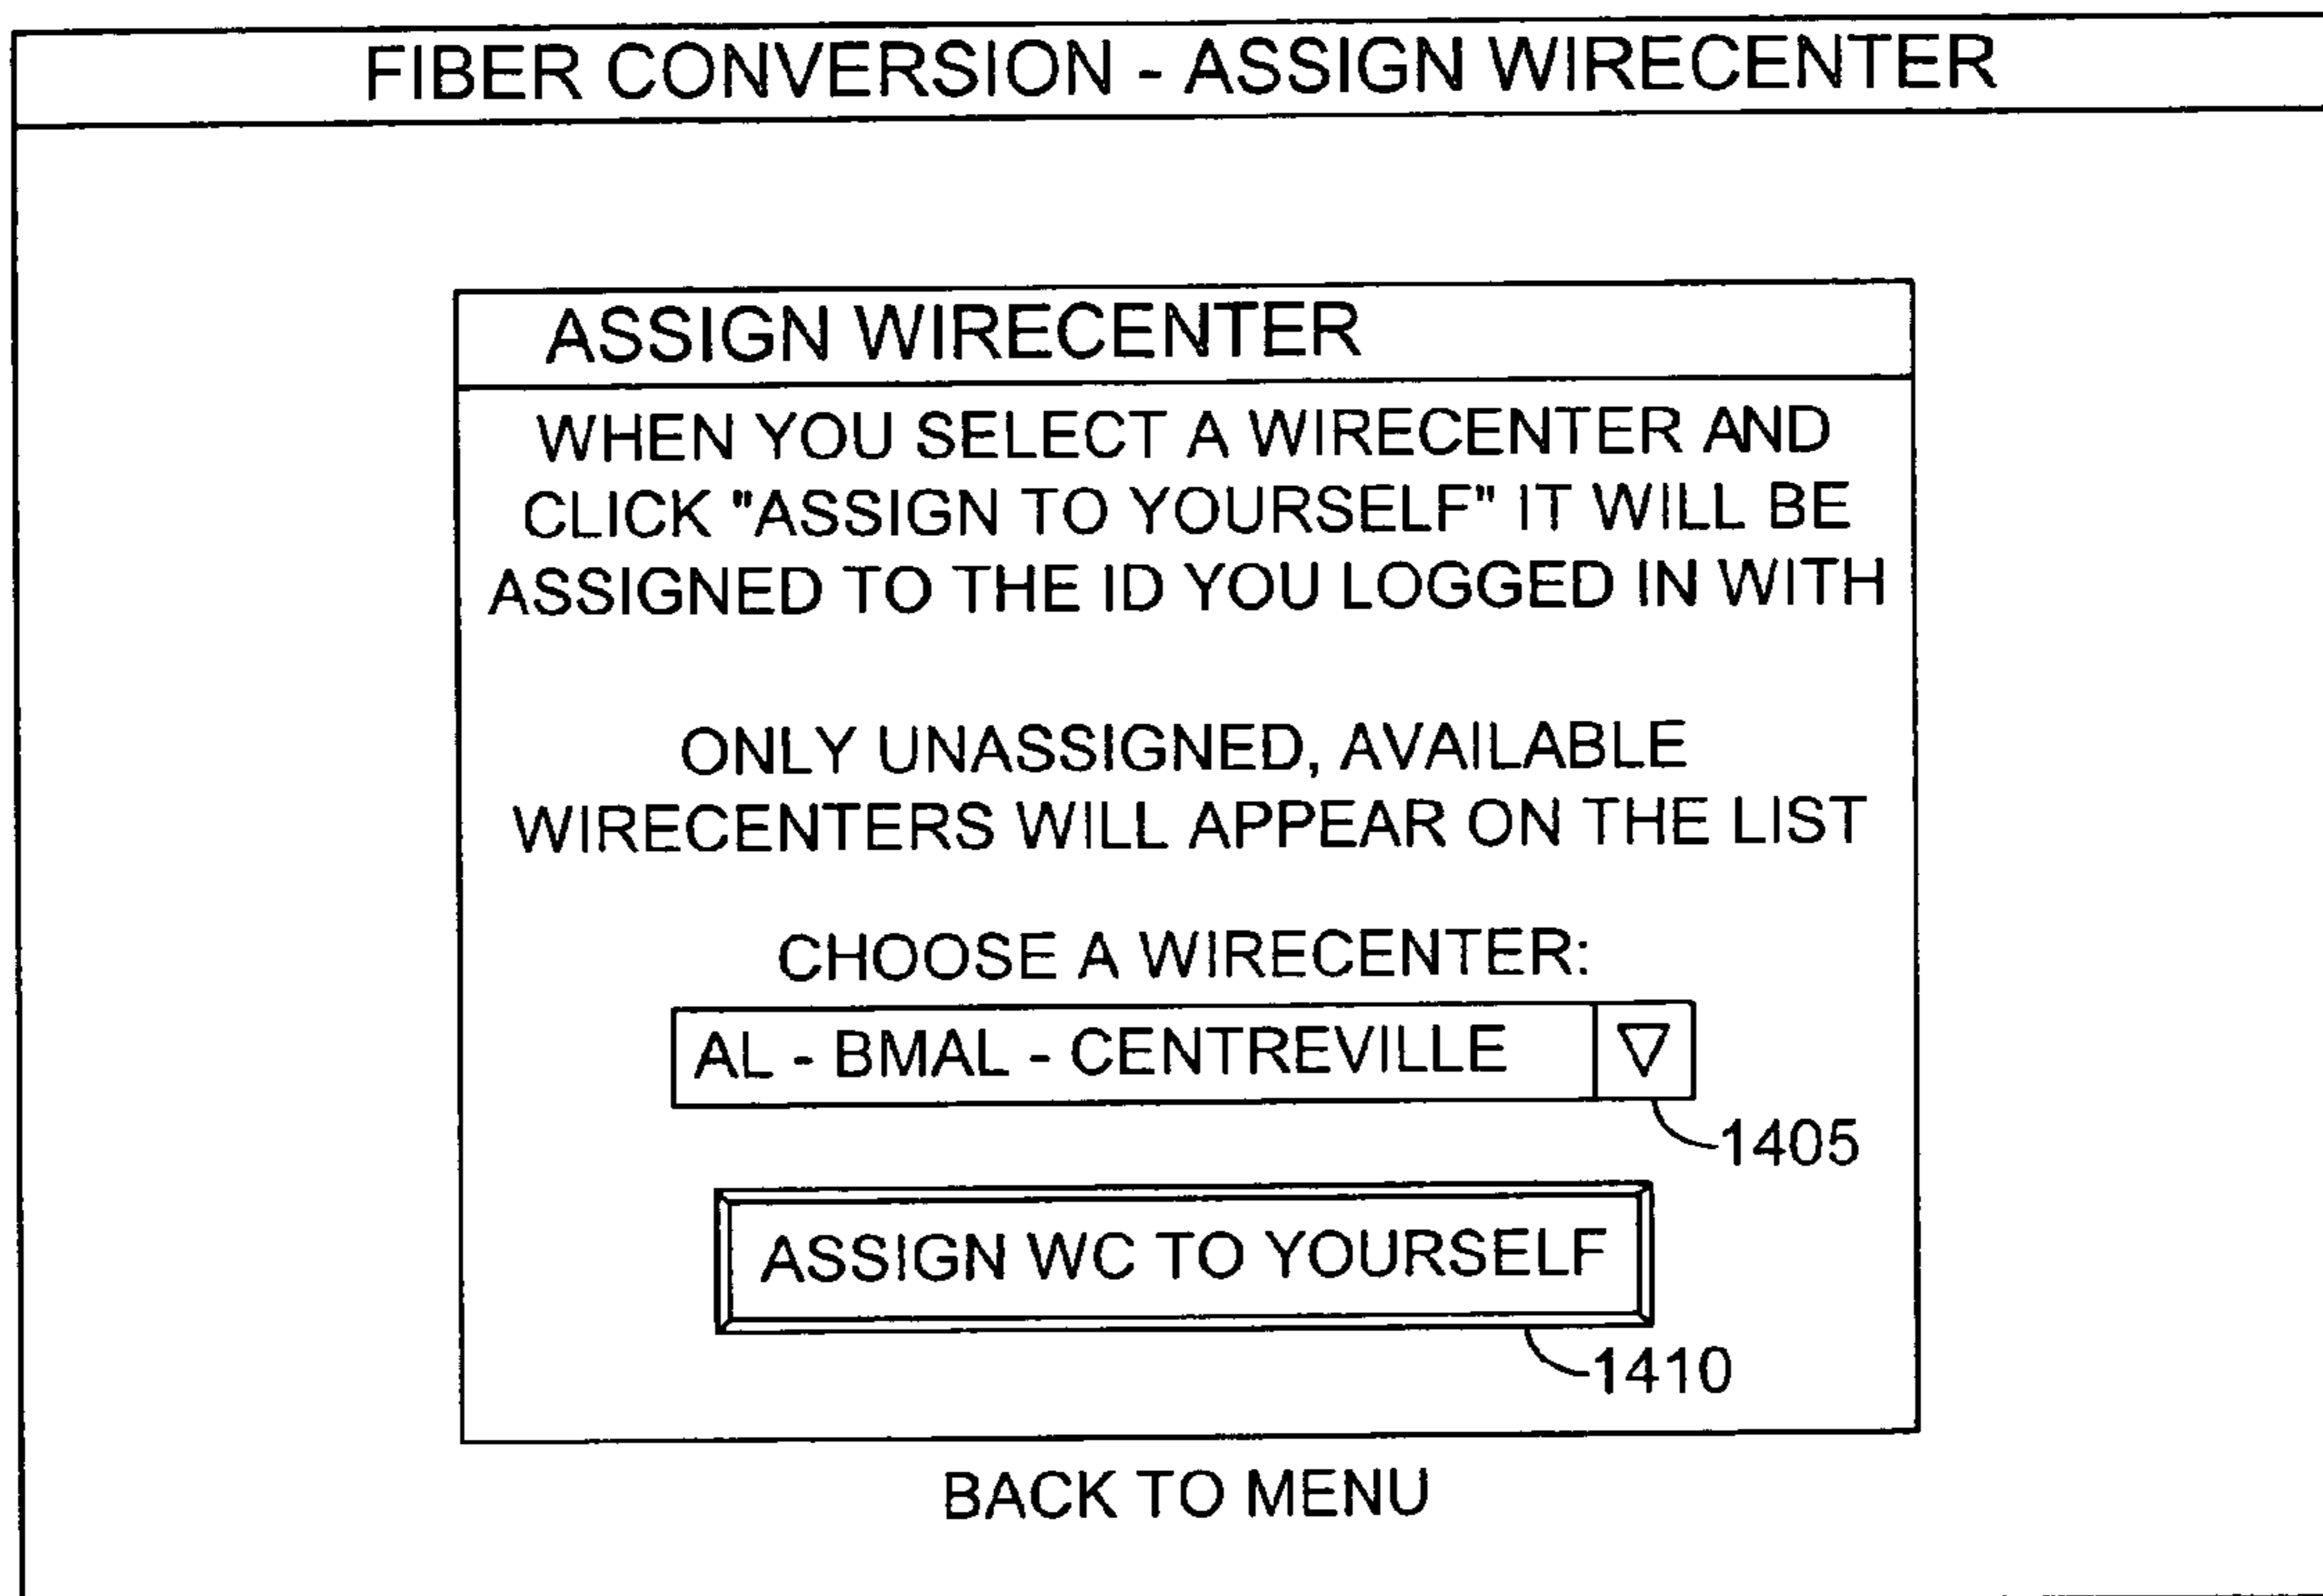 FIBER CONVERSION - ASSIGN WIRECENTER
ASSIGN WIRECENTER
WHEN YOU SELECT A WIRECENTER AND
CLICK "ASSIGN TO YOURSELF" IT WILL BE
ASSIGNED TO THE ID YOU LOGGED IN WITH
ONLY UNASSIGNED, AVAILABLE
WIRECENTERS WILL APPEAR ON THE LIST
CHOOSE A WIRECENTER:
AL - BMAL - CENTREVILLE
1405
ASSIGN WC TO YOURSELF
1410
BACK TO MENU